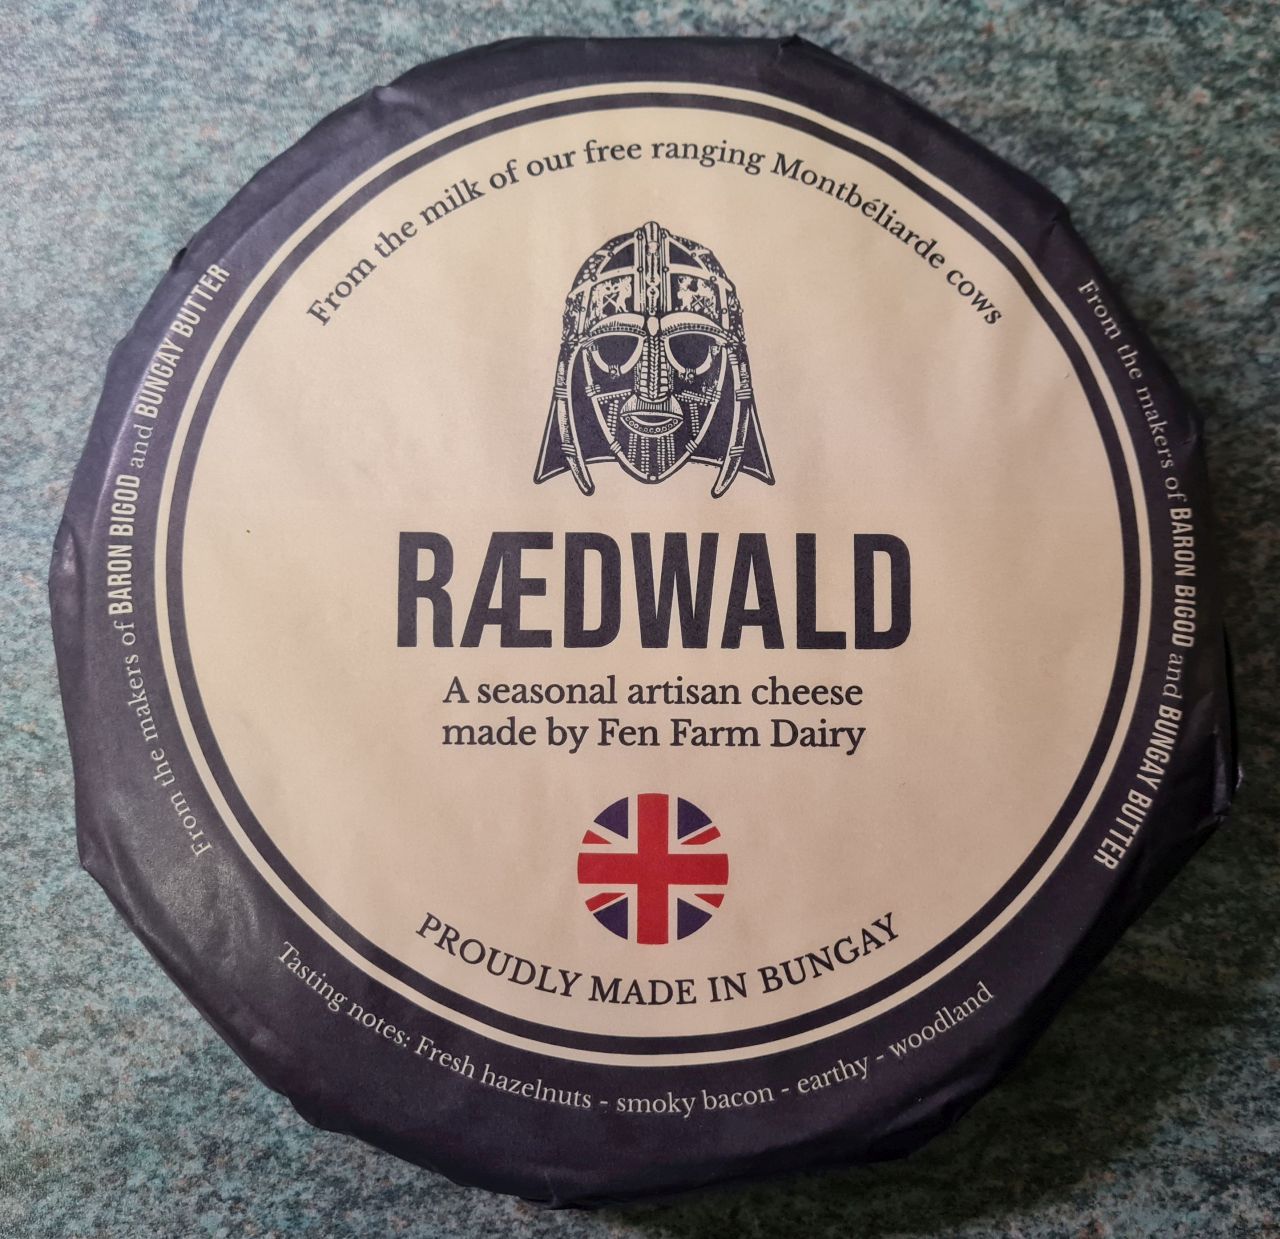 From the milk of our free ranging Montbéliarde cows
RÆDWALD
A seasonal artisan cheese
made by Fen Farm Dairy
PROUDLY MADE IN BUNGAY
From the makers of BARON BIGOD and BUNGAY BUTTER
From the makers of BARON BIGOD and BUNGAY BUTTER
Tasting notes: Fresh hazelnuts - smoky bacon - earthy - woodland